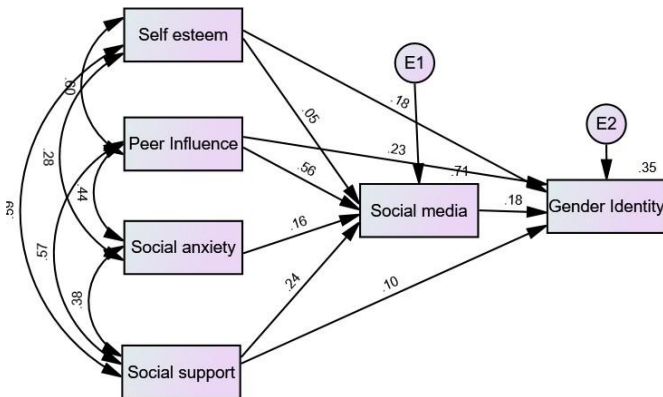 Self esteem
E1
.60
.18
E2
.05
Peer Influence
.23
.71
.35
.28
.56
.44
Social media
.18
Gender Identity
.59
.57
Social anxiety
.16
.24
.10
.38
Social support